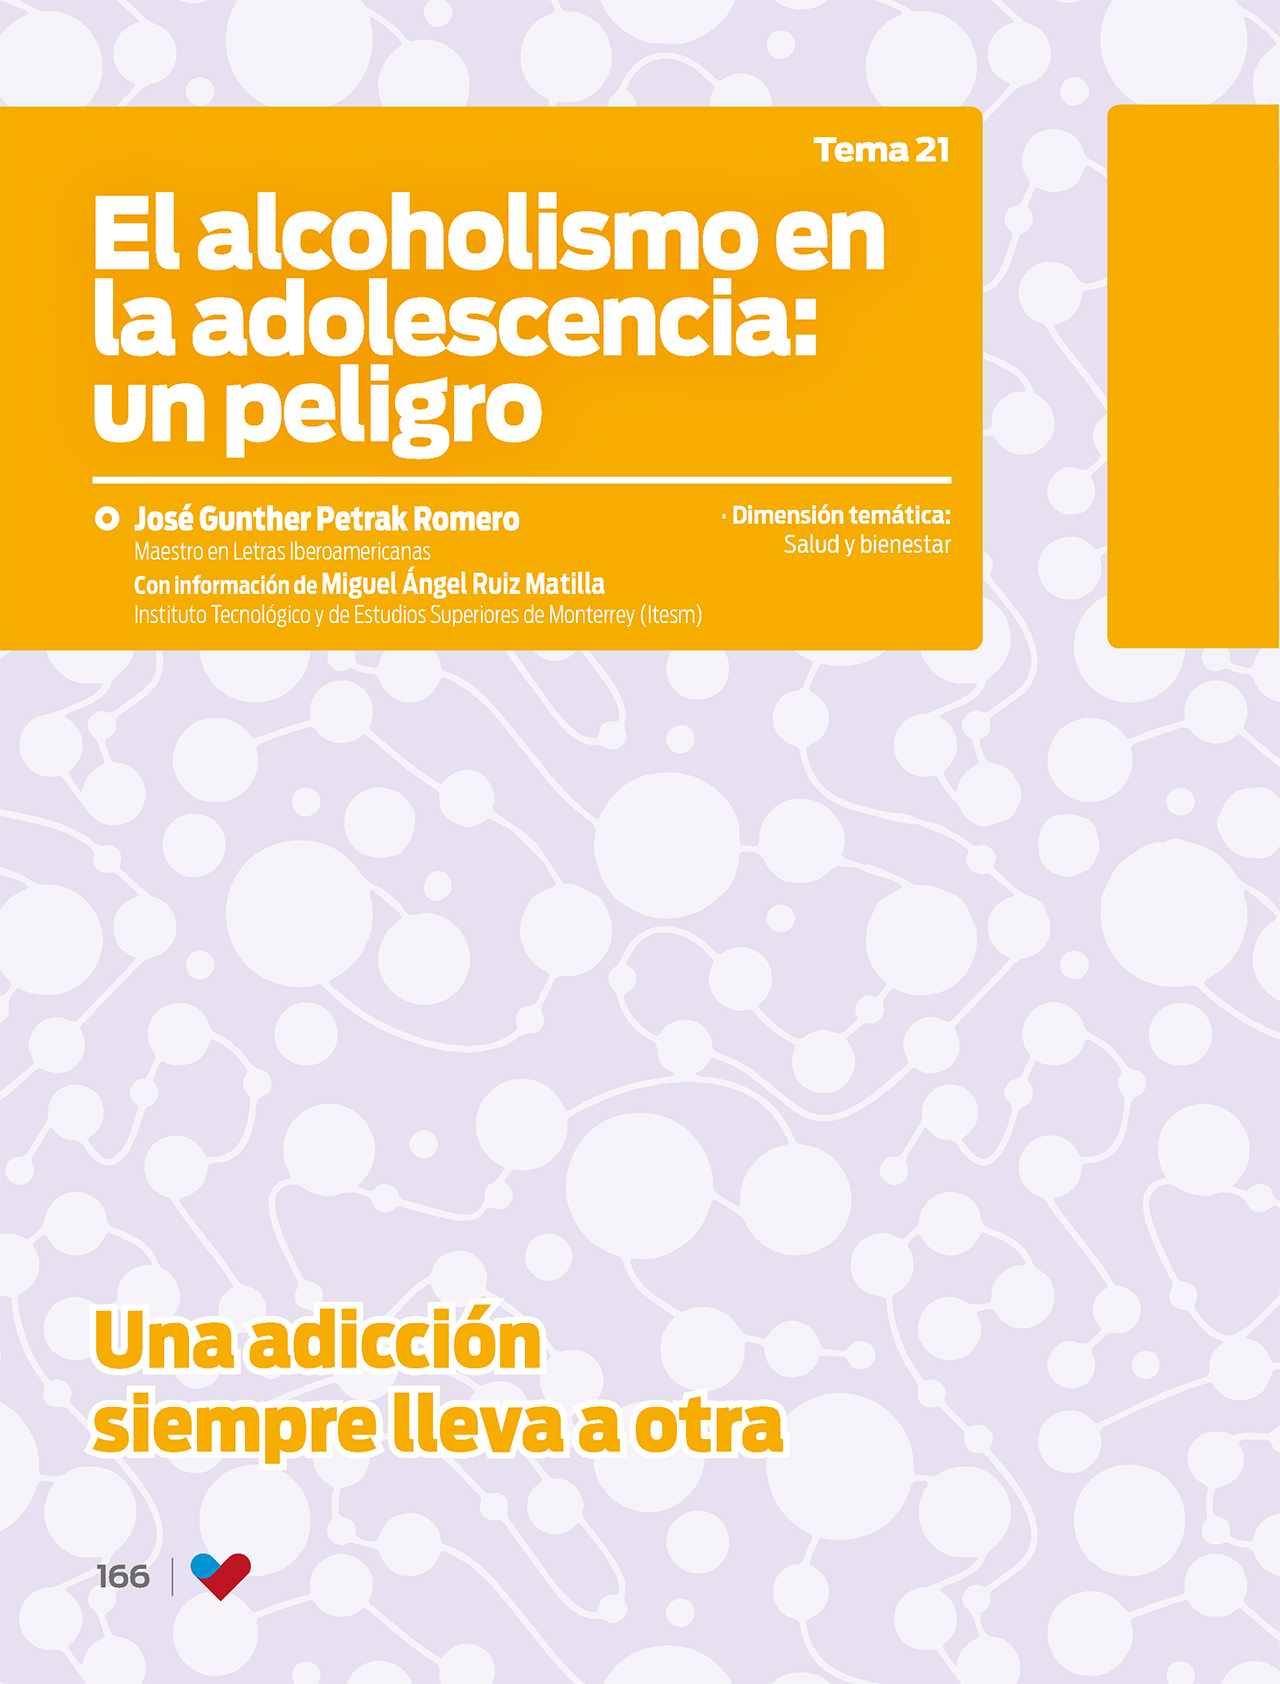 Tema 21
El alcoholismo en
la adolescencia:
un peligro
José Gunther Petrak Romero
Maestro en Letras Iberoamericanas
Con información de Miguel Ángel Ruiz Matilla
Instituto Tecnológico y de Estudios Superiores de Monterrey (Itesm)
· Dimensión temática:
Salud y bienestar
Una adicción
siempre lleva a otra
166